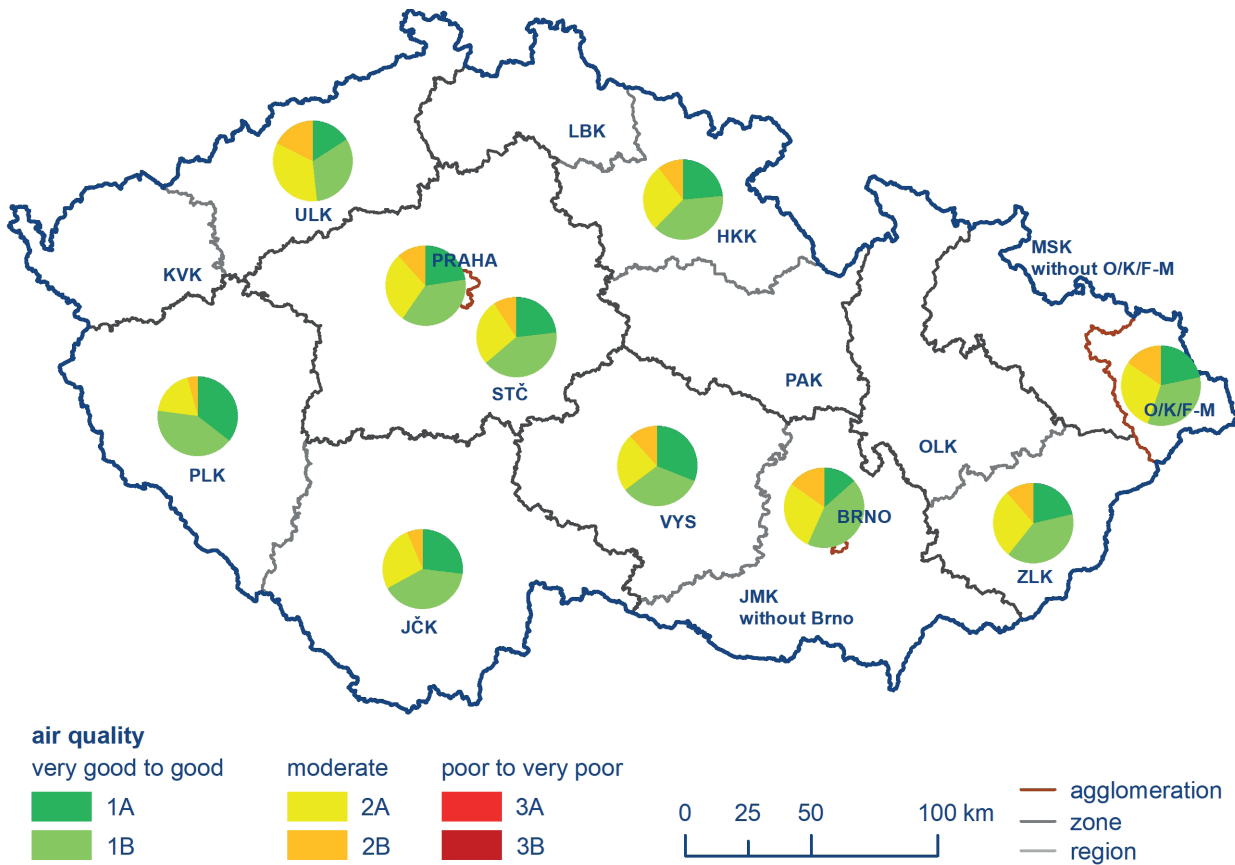 LBK
ULK
HKK
MSK
without O/K/F-M
PRAHA
KVK
STČ
PAK
O/K/F-M
OLK
PLK
VYS
BRNO
ZLK
JMK
without Brno
JČK
air quality
very good to good
moderate
poor to very poor
1A
2A
3A
1B
2B
3B
0 25 50 100 km
agglomeration
zone
region